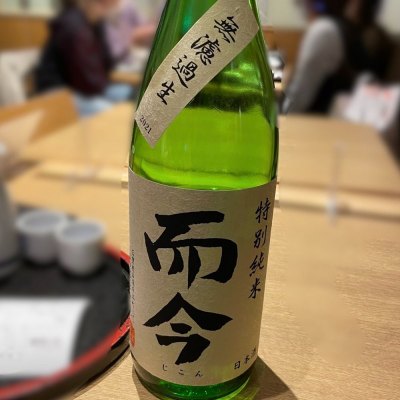 無濾過生
2021
特別純米
而今
じこん
日本酒